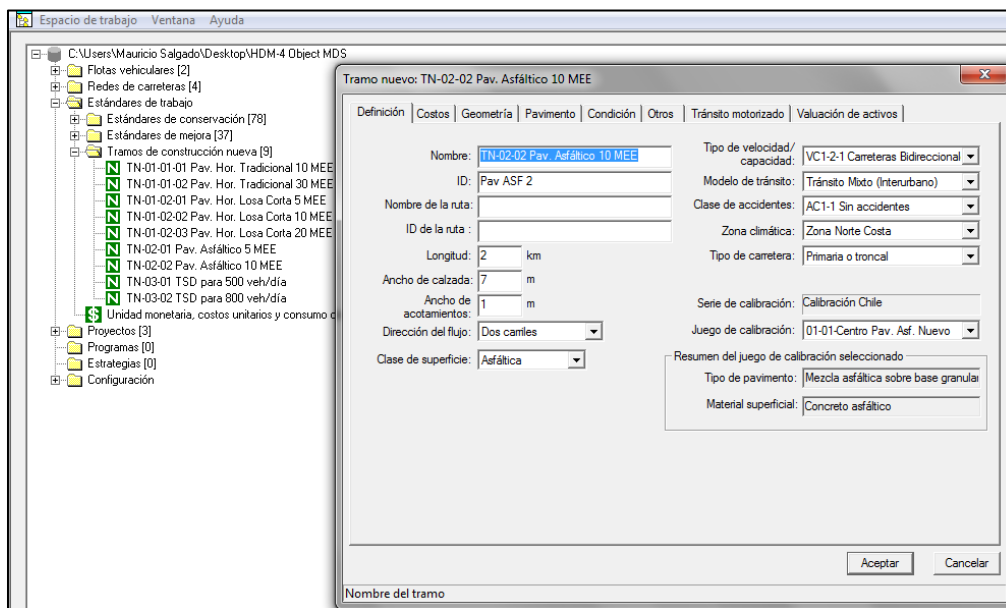 Espacio de trabajo Ventana Ayuda
C:\Users\Mauricio Salgado\Desktop\HDM-4 Object MDS
Flotas vehiculares [2]
Redes de carreteras [4]
Estándares de trabajo
Estándares de conservación [78]
Estándares de mejora [37]
Tramos de construcción nueva [9]
TN-01-01-01 Pav. Hor. Tradicional 10 MEE
TN-01-01-02 Pav. Hor. Tradicional 30 MEE
TN-01-02-01 Pav. Hor. Losa Corta 5 MEE
TN-01-02-02 Pav. Hor. Losa Corta 10 MEE
TN-01-02-03 Pav. Hor. Losa Corta 20 MEE
TN-02-01 Pav. Asfáltico 5 MEE
TN-02-02 Pav. Asfáltico 10 MEE
TN-03-01 TSD para 500 veh/día
TN-03-02 TSD para 800 veh/día
Unidad monetaria, costos unitarios y consumo
Proyectos [3]
Programas [0]
Estrategias [0]
Configuración
Tramo nuevo: TN-02-02 Pav. Asfáltico 10 MEE
Definición Costos Geometría Pavimento Condición Otros Tránsito motorizado Valuación de activos
Nombre: TN-02-02 Pav. Asfáltico 10 MEE
ID: Pav ASF 2
Nombre de la ruta:
ID de la ruta :
Longitud: 2 km
Ancho de calzada: 7 m
Ancho de
acotamientos: 1 m
Dirección del flujo: Dos carriles
Clase de superficie: Asfáltica
Tipo de velocidad/
capacidad: VC1-2-1 Carreteras Bidireccional
Modelo de tránsito: Tránsito Mixto (Interurbano)
Clase de accidentes: AC1-1 Sin accidentes
Zona climática: Zona Norte Costa
Tipo de carretera: Primaria o troncal
Serie de calibración: Calibración Chile
Juego de calibración: 01-01-Centro Pav. Asf. Nuevo
Resumen del juego de calibración seleccionado
Tipo de pavimento: Mezcla asfáltica sobre base granular
Material superficial: Concreto asfáltico
Aceptar Cancelar
Nombre del tramo